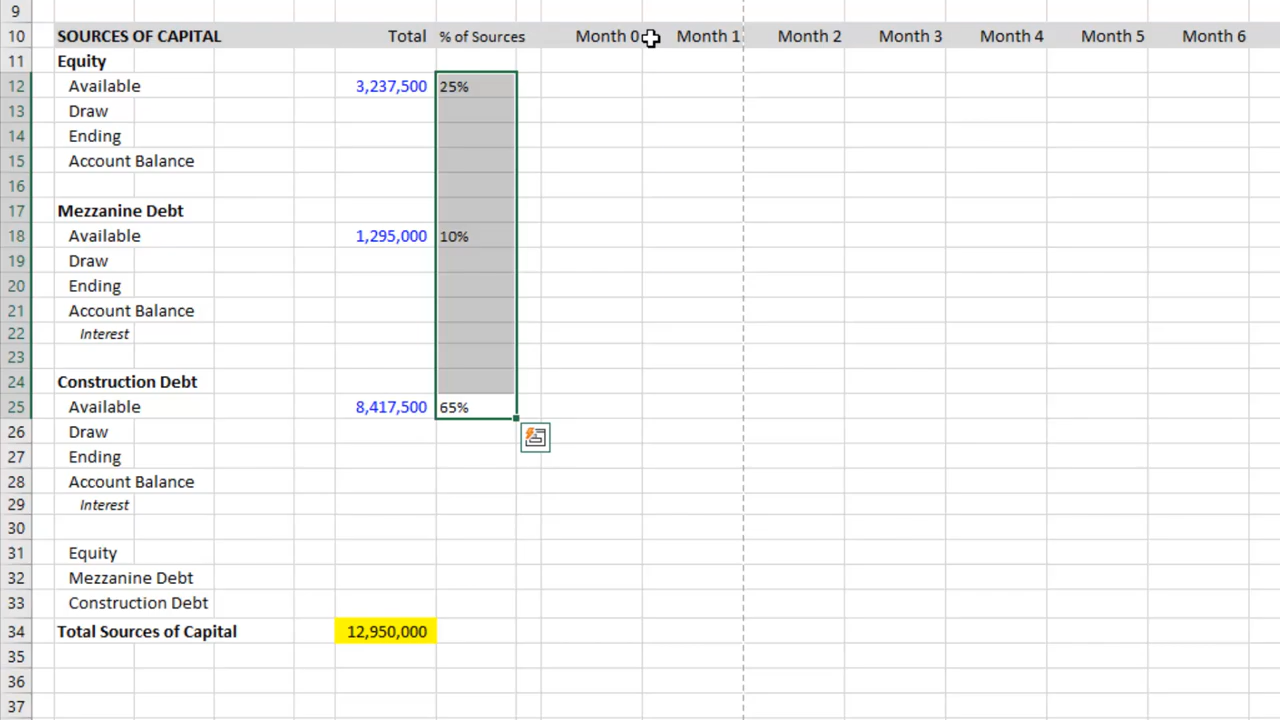 9
10 SOURCES OF CAPITAL Total % of Sources Month 0 Month 1 Month 2 Month 3 Month 4 Month 5 Month 6
11 Equity
12 Available 3,237,500 25%
13 Draw
14 Ending
15 Account Balance
16
17 Mezzanine Debt
18 Available 1,295,000 10%
19 Draw
20 Ending
21 Account Balance
22 Interest
23
24 Construction Debt
25 Available 8,417,500 65%
26 Draw
27 Ending
28 Account Balance
29 Interest
30
31 Equity
32 Mezzanine Debt
33 Construction Debt
34 Total Sources of Capital 12,950,000
35
36
37